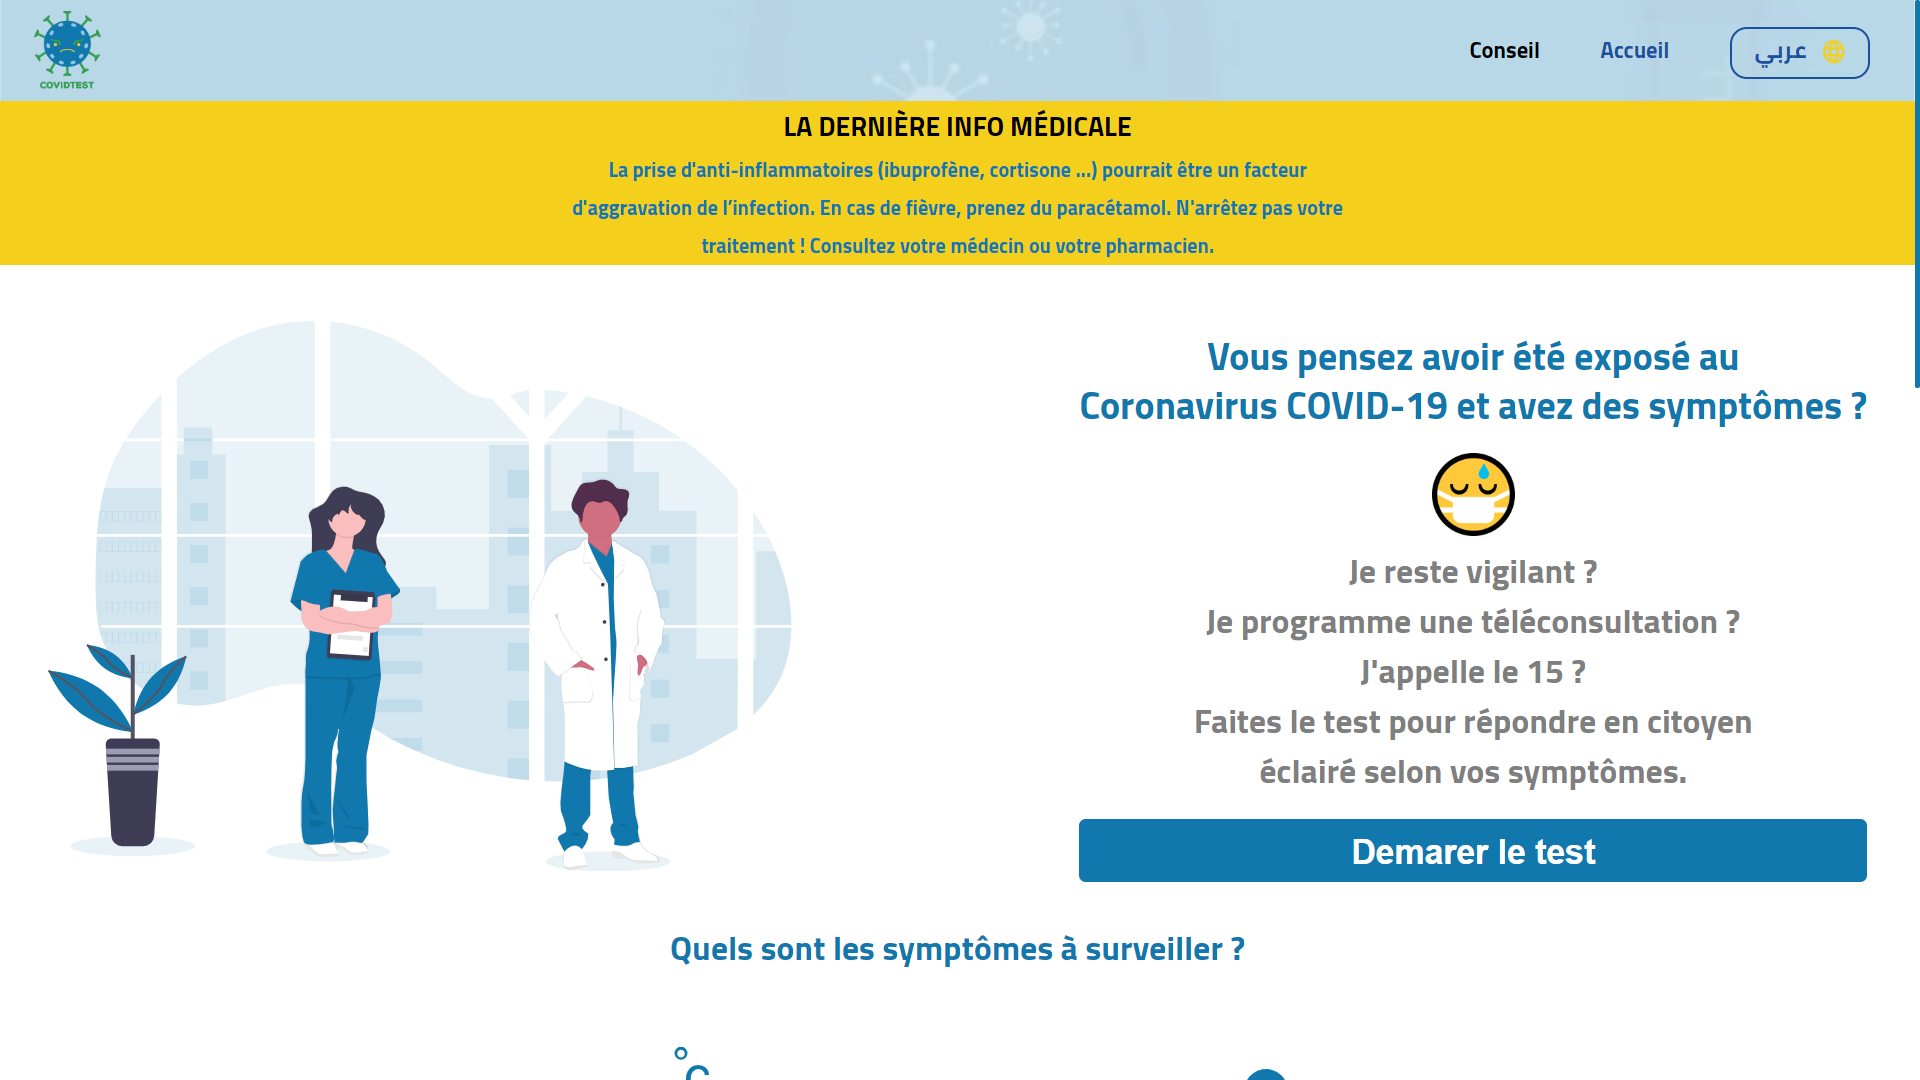 COVIDTEST
Conseil
Accueil
عربي
LA DERNIÈRE INFO MÉDICALE
La prise d'anti-inflammatoires (ibuprofène, cortisone ...) pourrait être un facteur
d'aggravation de l’infection. En cas de fièvre, prenez du paracétamol. N'arrêtez pas votre
traitement ! Consultez votre médecin ou votre pharmacien.
Vous pensez avoir été exposé au
Coronavirus COVID-19 et avez des symptômes ?
Je reste vigilant ?
Je programme une téléconsultation ?
J'appelle le 15 ?
Faites le test pour répondre en citoyen
éclairé selon vos symptômes.
Demarer le test
Quels sont les symptômes à surveiller ?